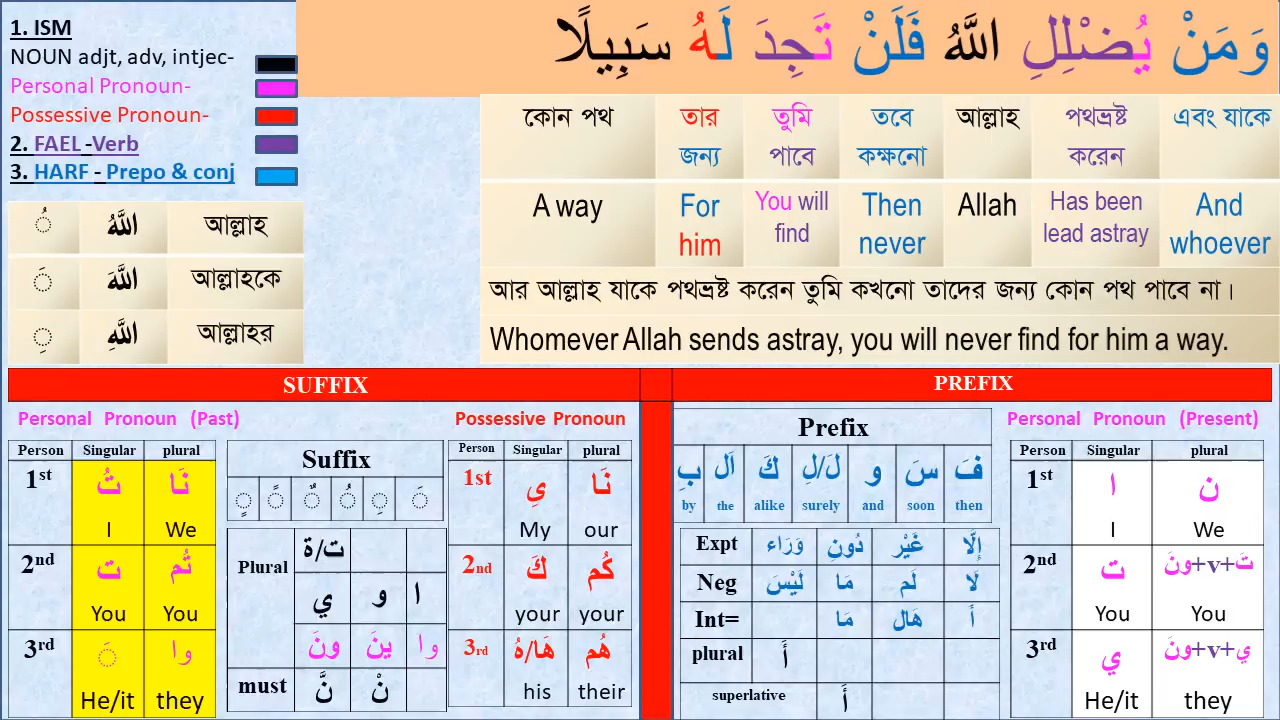 1. ISM
NOUN adjt, adv, intjec-
Personal Pronoun-
Possessive Pronoun-
2. FAEL -Verb
3. HARF - Prepo & conj
وَمَنْ يُضْلِلِ اللَّهُ فَلَنْ تَجِدَ لَهُ سَبِيلًا
কোন পথ তার জন্য তুমি পাবে তবে কক্ষনো আল্লাহ পথভ্রষ্ট করেন এবং যাকে
A way For him You will find Then never Allah Has been lead astray And whoever
আর আল্লাহ যাকে পথভ্রষ্ট করেন তুমি কখনো তাদের জন্য কোন পথ পাবে না।
Whomever Allah sends astray, you will never find for him a way.
ُ اللَّهُ আল্লাহ
َ اللَّهَ আল্লাহকে
ِ اللَّهِ আল্লাহর
SUFFIX
Personal Pronoun (Past)
Person Singular plural
1st تُ نَا
I We
2nd ت تُم
You You
3rd َ وا
He/it they
Suffix
ٍ ً ٌ ُ ِ َ
Plural ة/ت
ي و ا
ونَ ينَ وا
must نَّ نْ
Possessive Pronoun
Person Singular plural
1st ي نَا
My our
2nd كَ كُم
your your
3rd هَا/هُ هُم
his their
PREFIX
Prefix
بِ اَل كَ لَ/لِ و سَ فَ
by the alike surely and soon then
Expt وَرَاء دُونِ غَيْر إِلَّا
Neg لَيْسَ مَا لَم لَا
Int= مَا هَال أَ
plural أَ
superlative أَ
Personal Pronoun (Present)
Person Singular plural
1st ا ن
I We
2nd ت تَ+v+ونَ
You You
3rd ي ي+v+ونَ
He/it they